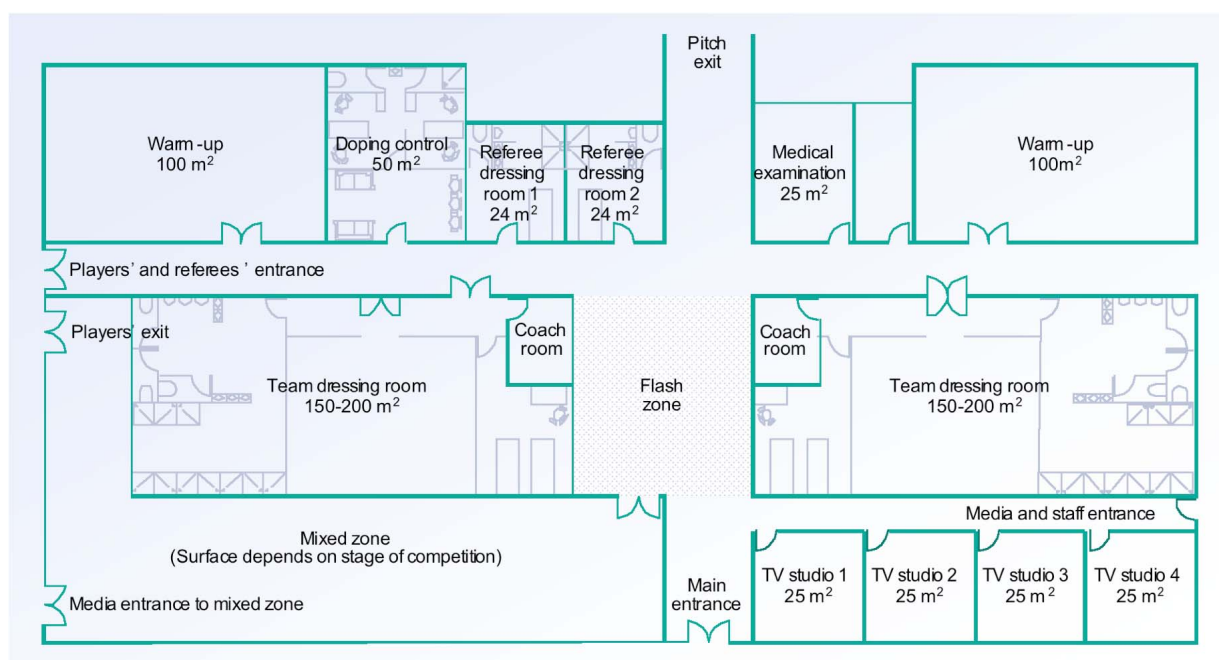 Pitch
exit
Warm -up
100 m²
Doping control
50 m²
Referee
dressing
room 1
24 m²
Referee
dressing
room 2
24 m²
Medical
examination
25 m²
Warm -up
100m²
Players’ and referees ’ entrance
Players’ exit
Team dressing room
150-200 m²
Coach
room
Flash
zone
Coach
room
Team dressing room
150-200 m²
Media and staff entrance
Mixed zone
(Surface depends on stage of competition)
Media entrance to mixed zone
Main
entrance
TV studio 1
25 m²
TV studio 2
25 m²
TV studio 3
25 m²
TV studio 4
25 m²